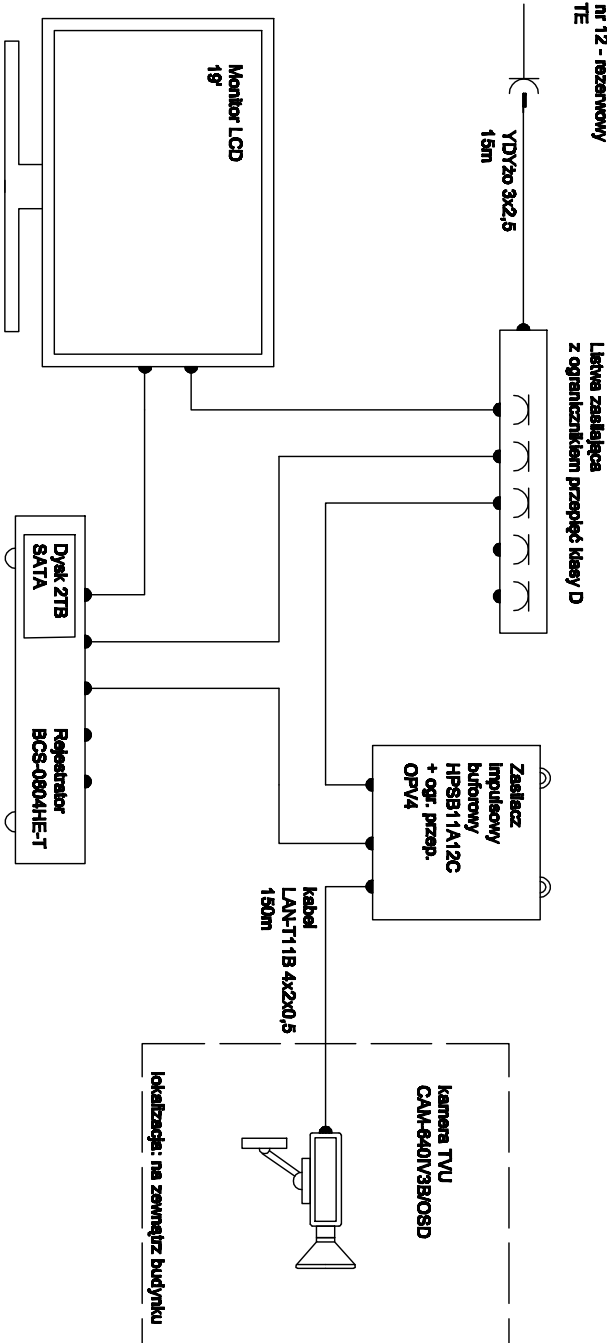 nr 12 - rezerwowy
TE
YDYżo 3x2,5
15m
Listwa zasilająca
z ogranicznikiem przepięć klasy D
Monitor LCD
19'
Dysk 2TB
SATA
Rejestrator
BCS-0804HE-T
Zasilacz
impulsowy
buforowy
HPSB11A12C
+ ogr. przep.
OPV4
kabel
LAN-T11B 4x2x0,5
150m
kamera TVU
CAM-640IV3B/OSD
lokalizacja: na zewnątrz budynku